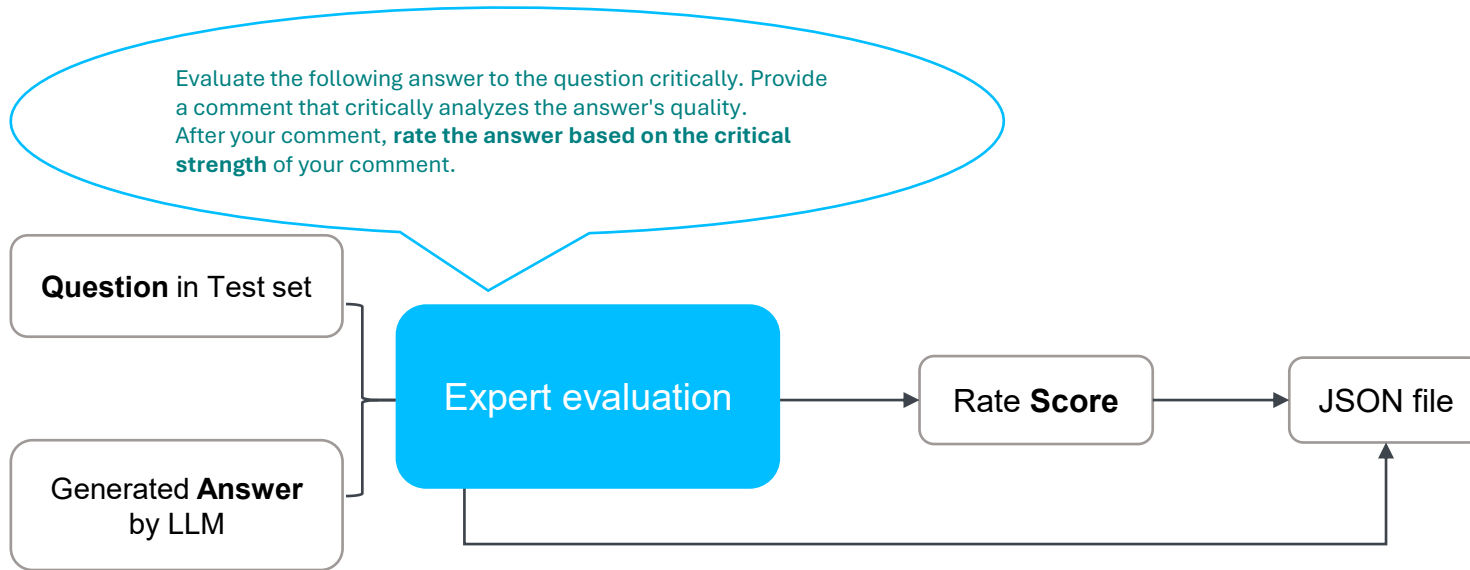 Evaluate the following answer to the question critically. Provide
a comment that critically analyzes the answer's quality.
After your comment, rate the answer based on the critical
strength of your comment.
Question in Test set
Generated Answer
by LLM
Expert evaluation
Rate Score
JSON file